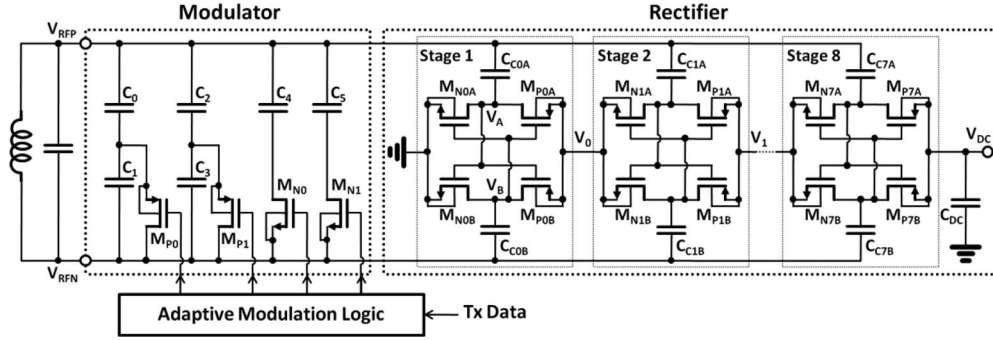 Modulator
Rectifier
V_RFP
Stage 1
C_C0A
Stage 2
C_C1A
Stage 8
C_C7A
C_0
C_2
C_4
C_5
M_N0A
M_P0A
M_N1A
M_P1A
M_N7A
M_P7A
V_A
V_0
V_1
V_DC
C_1
C_3
M_N0
M_N1
V_B
M_P0
M_P1
M_N0B
M_P0B
M_N1B
M_P1B
M_N7B
M_P7B
C_DC
C_C0B
C_C1B
C_C7B
V_RFN
Adaptive Modulation Logic
Tx Data